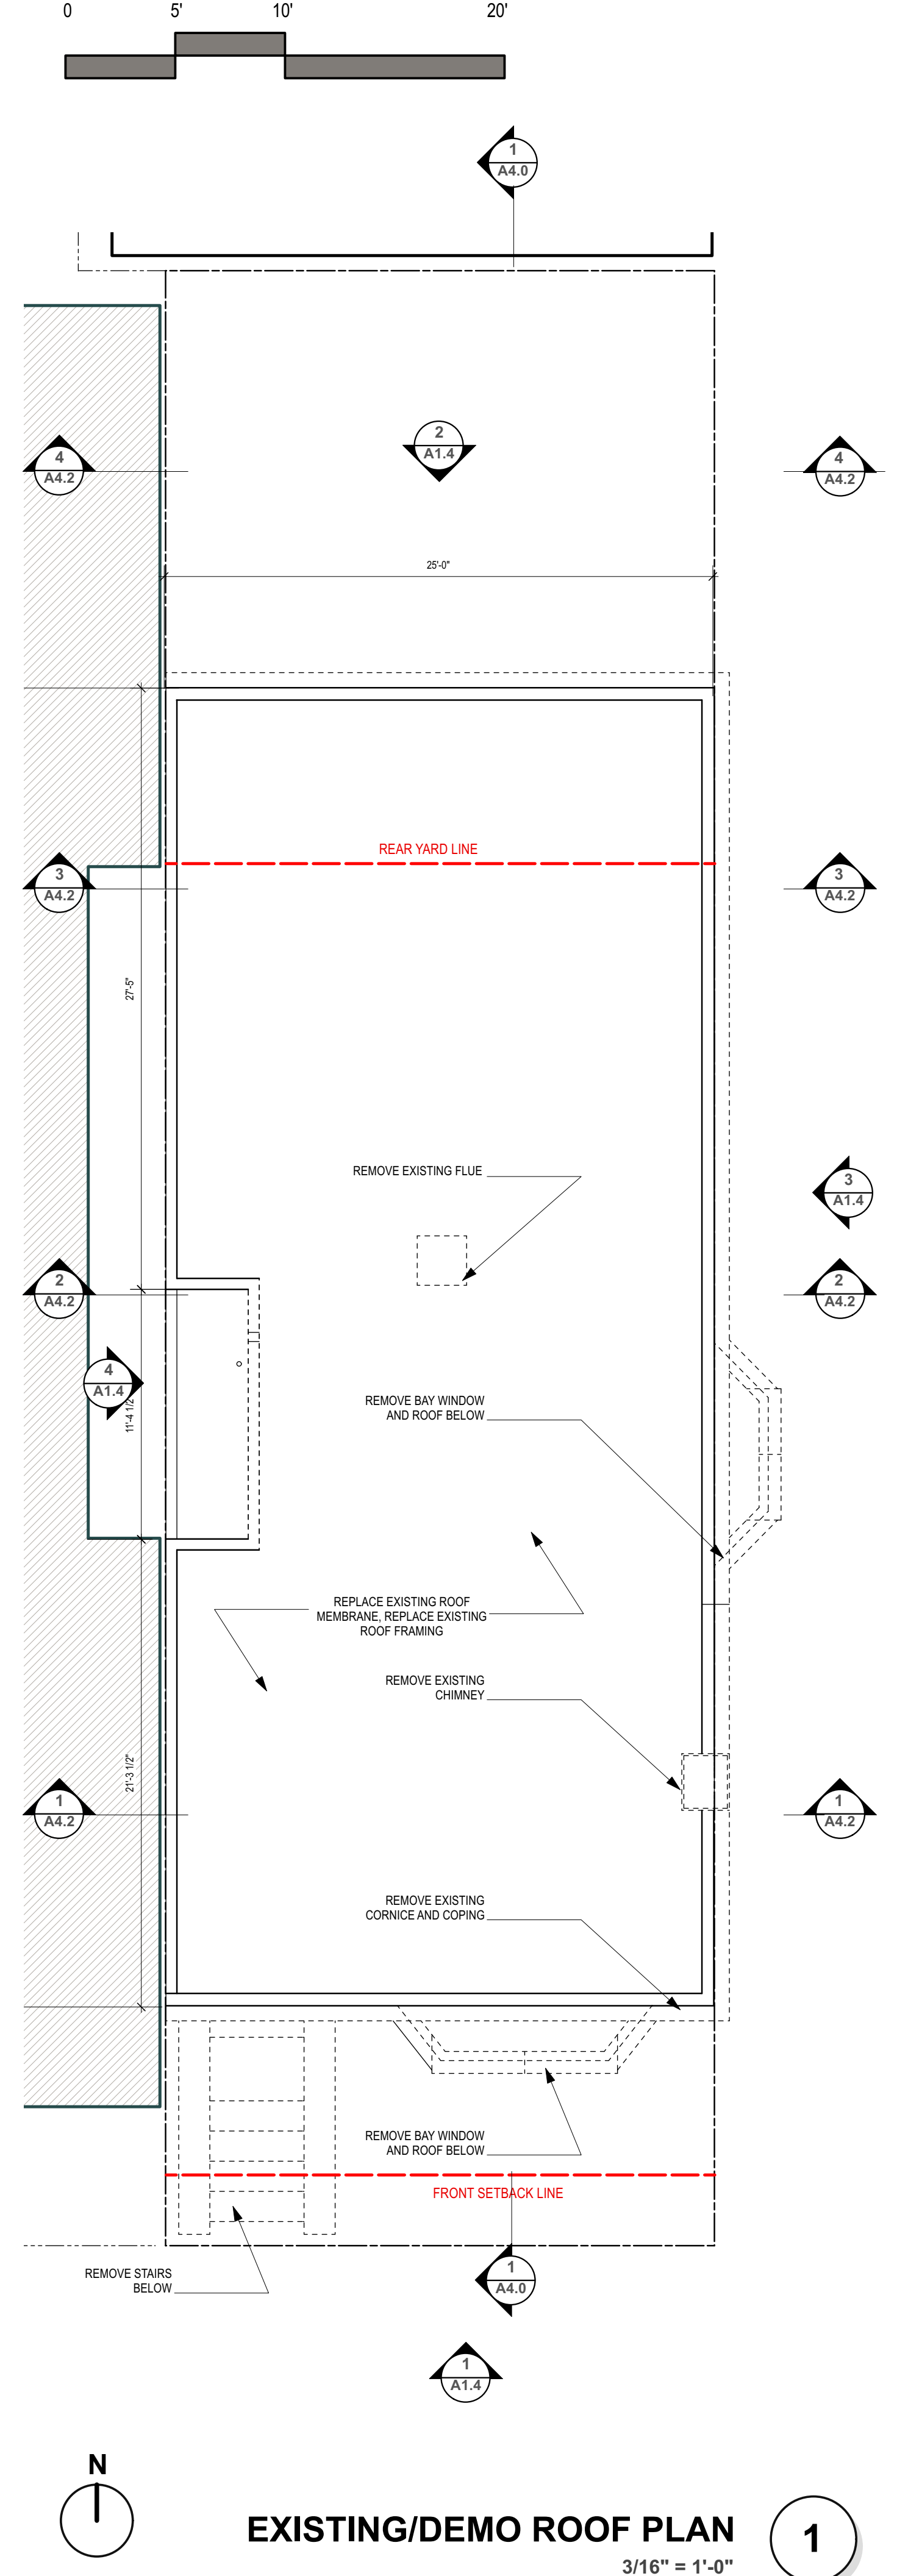 0 5' 10' 20'
1
A4.0
2
A1.4
4
A4.2
4
A4.2
25'-0"
REAR YARD LINE
3
A4.2
3
A4.2
27'-5"
REMOVE EXISTING FLUE
3
A1.4
2
A4.2
2
A4.2
4
A1.4
11'-4 1/2"
REMOVE BAY WINDOW
AND ROOF BELOW
REPLACE EXISTING ROOF
MEMBRANE, REPLACE EXISTING
ROOF FRAMING
REMOVE EXISTING
CHIMNEY
21'-3 1/2"
1
A4.2
1
A4.2
REMOVE EXISTING
CORNICE AND COPING
REMOVE BAY WINDOW
AND ROOF BELOW
FRONT SETBACK LINE
REMOVE STAIRS
BELOW
1
A4.0
1
A1.4
N
EXISTING/DEMO ROOF PLAN
1
3/16" = 1'-0"